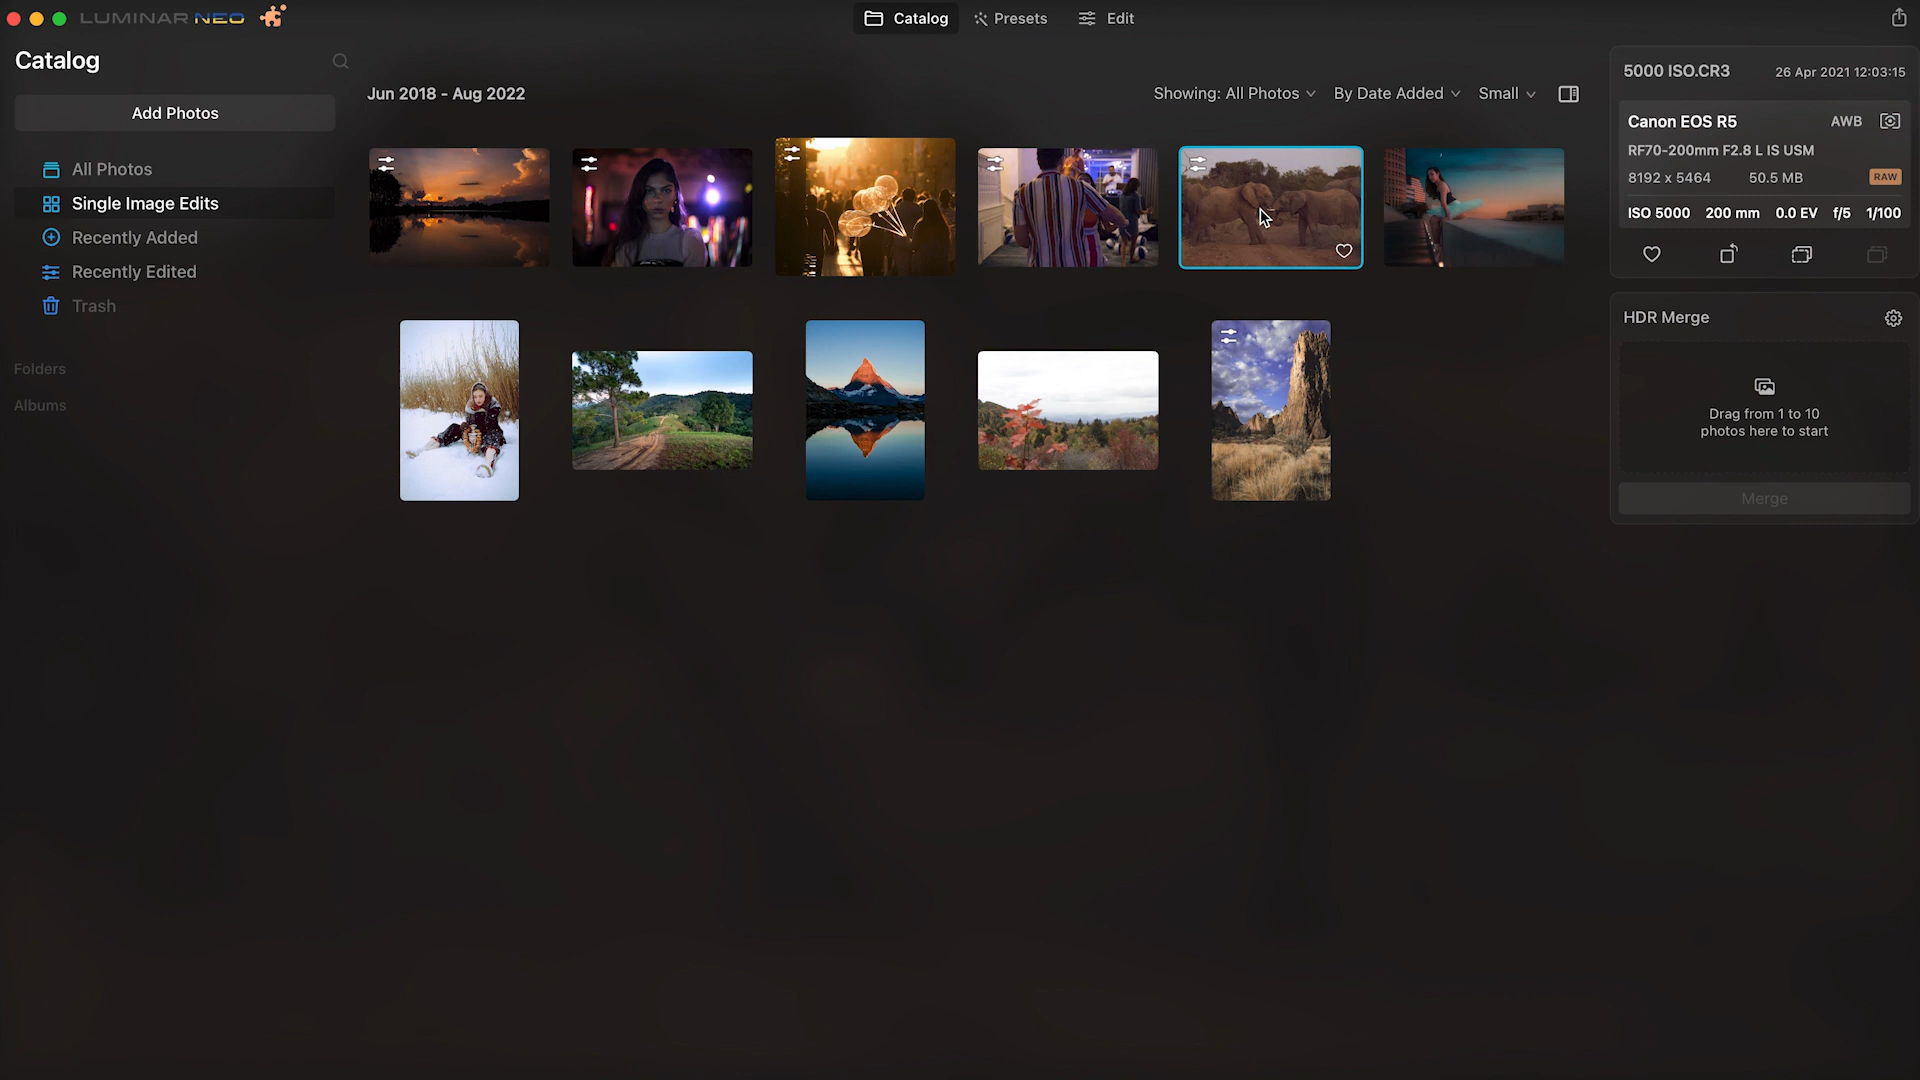 LUMINAR NEO
Catalog
Presets
Edit
Catalog
Add Photos
All Photos
Single Image Edits
Recently Added
Recently Edited
Trash
Folders
Albums
Jun 2018 - Aug 2022
Showing: All Photos
By Date Added
Small
5000 ISO.CR3
26 Apr 2021 12:03:15
Canon EOS R5
AWB
RF70-200mm F2.8 L IS USM
8192 x 5464
50.5 MB
RAW
ISO 5000
200 mm
0.0 EV
f/5
1/100
HDR Merge
Drag from 1 to 10
photos here to start
Merge